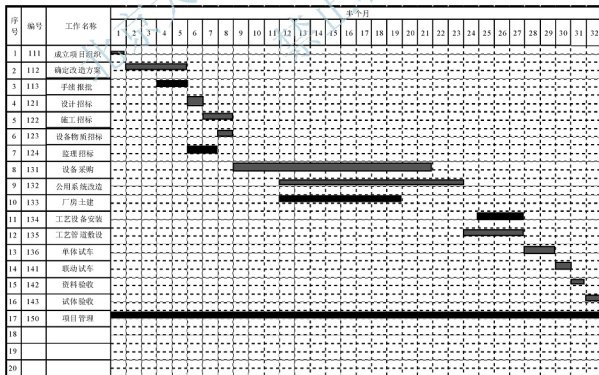 序号 编号 工作名称 半个月
1 2 3 4 5 6 7 8 9 10 11 12 13 14 15 16 17 18 19 20 21 22 23 24 25 26 27 28 29 30 31 32
1 111 成立项目组织
2 112 确定改造方案
3 113 手续报批
4 121 设计招标
5 122 施工招标
6 123 设备物质招标
7 124 监理招标
8 131 设备采购
9 132 公用系统改造
10 133 厂房土建
11 134 工艺设备安装
12 135 工艺管道敷设
13 136 单体试车
14 141 联动试车
15 142 资料验收
16 143 试体验收
17 150 项目管理
18
19
20